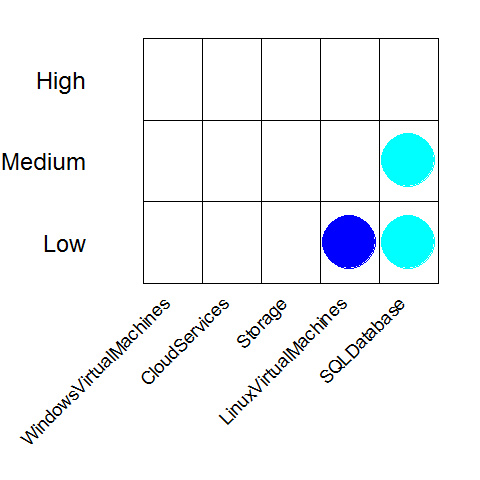 High
Medium
Low
WindowsVirtualMachines
CloudServices
Storage
LinuxVirtualMachines
SQLDatabase